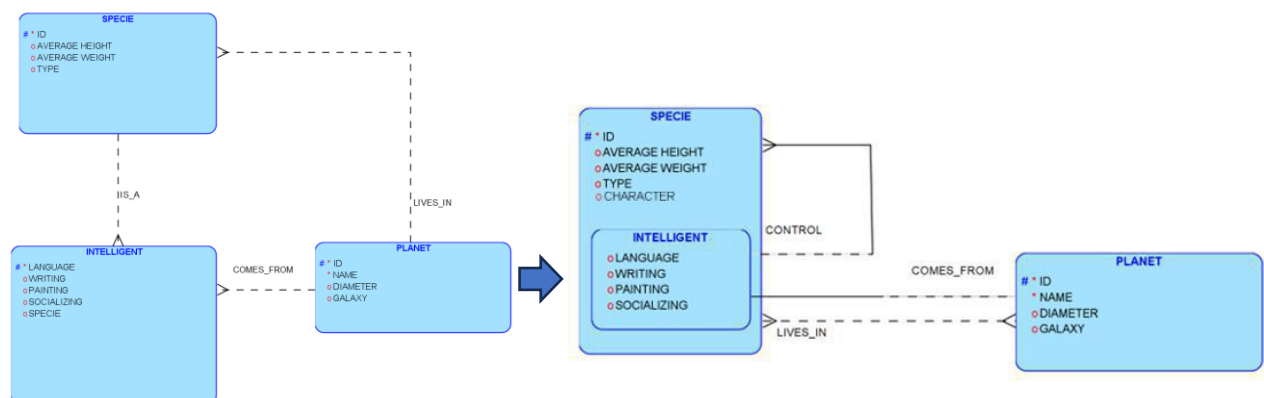 SPECIE
# * ID
o AVERAGE HEIGHT
o AVERAGE WEIGHT
o TYPE
IIS_A
LIVES_IN
INTELLIGENT
# * LANGUAGE
o WRITING
o PAINTING
o SOCIALIZING
o SPECIE
COMES_FROM
PLANET
# * ID
* NAME
o DIAMETER
o GALAXY
SPECIE
# * ID
o AVERAGE HEIGHT
o AVERAGE WEIGHT
o TYPE
o CHARACTER
INTELLIGENT
o LANGUAGE
o WRITING
o PAINTING
o SOCIALIZING
CONTROL
COMES_FROM
LIVES_IN
PLANET
# * ID
* NAME
o DIAMETER
o GALAXY